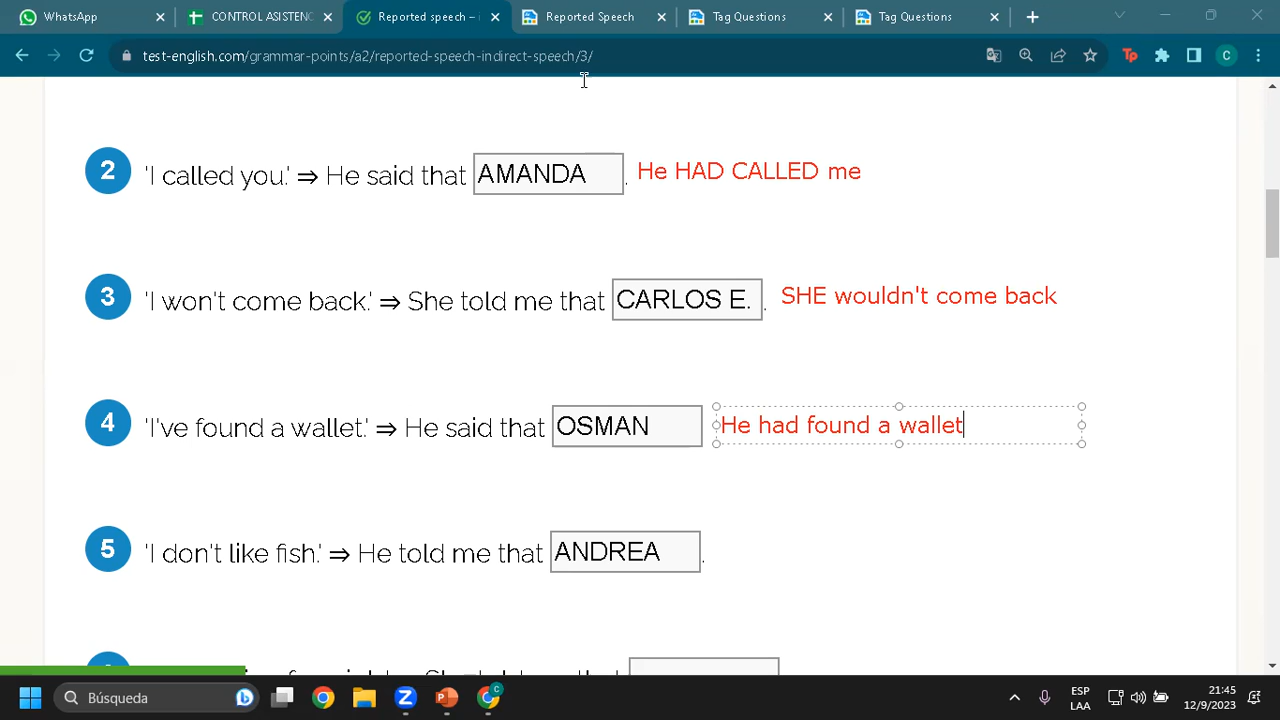 WhatsApp
CONTROL ASISTENC
Reported speech – i
Reported Speech
Tag Questions
Tag Questions
test-english.com/grammar-points/a2/reported-speech-indirect-speech/3/
Tp
C
2 'I called you.' ⇒ He said that AMANDA . He HAD CALLED me
3 'I won't come back.' ⇒ She told me that CARLOS E. . SHE wouldn't come back
4 'I've found a wallet.' ⇒ He said that OSMAN He had found a wallet
5 'I don't like fish.' ⇒ He told me that ANDREA .
Búsqueda
ESP
LAA
21:45
12/9/2023